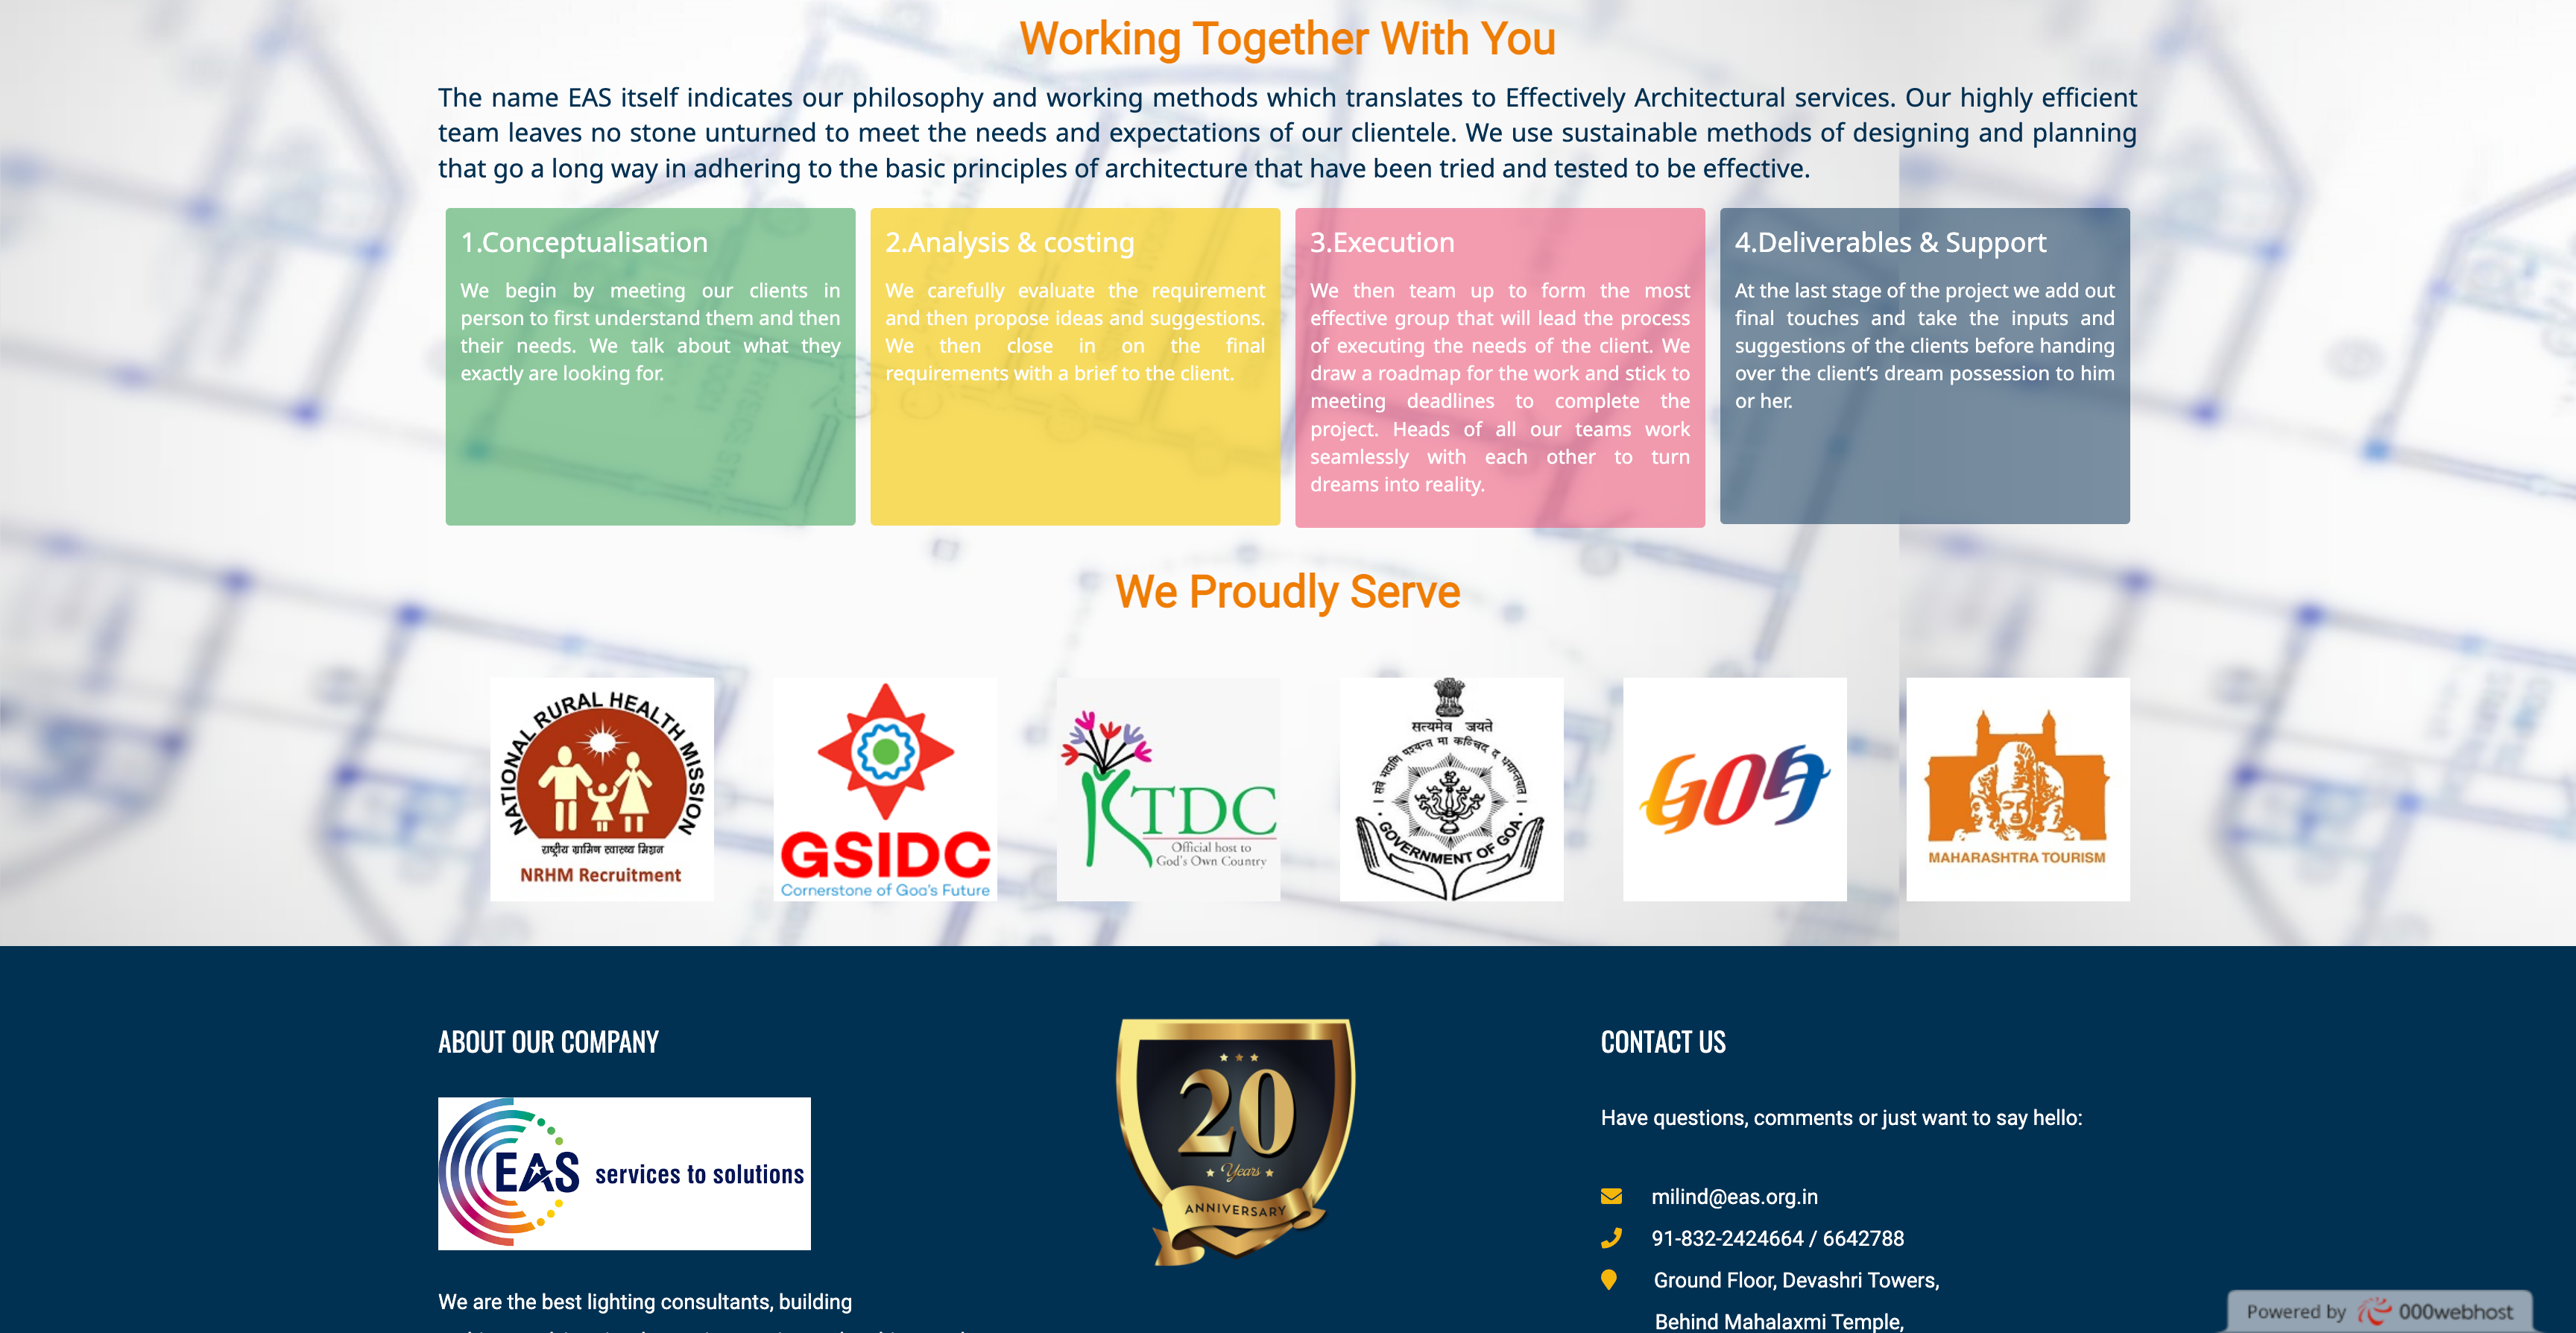 Working Together With You
The name EAS itself indicates our philosophy and working methods which translates to Effectively Architectural services. Our highly efficient
team leaves no stone unturned to meet the needs and expectations of our clientele. We use sustainable methods of designing and planning
that go a long way in adhering to the basic principles of architecture that have been tried and tested to be effective.
1.Conceptualisation
We begin by meeting our clients in
person to first understand them and then
their needs. We talk about what they
exactly are looking for.
2.Analysis & costing
We carefully evaluate the requirement
and then propose ideas and suggestions.
We then close in on the final
requirements with a brief to the client.
3.Execution
We then team up to form the most
effective group that will lead the process
of executing the needs of the client. We
draw a roadmap for the work and stick to
meeting deadlines to complete the
project. Heads of all our teams work
seamlessly with each other to turn
dreams into reality.
4.Deliverables & Support
At the last stage of the project we add out
final touches and take the inputs and
suggestions of the clients before handing
over the client’s dream possession to him
or her.
We Proudly Serve
NATIONAL RURAL HEALTH MISSION
राष्ट्रीय ग्रामिण स्वास्थ्य मिशन
NRHM Recruitment
GSIDC
Cornerstone of Goa's Future
KTDC
Official host to
God's Own Country
सत्यमेव जयते
GOVERNMENT OF GOA
GOA
MAHARASHTRA TOURISM
ABOUT OUR COMPANY
EAS services to solutions
We are the best lighting consultants, building
20
Years
ANNIVERSARY
CONTACT US
Have questions, comments or just want to say hello:
milind@eas.org.in
91-832-2424664 / 6642788
Ground Floor, Devashri Towers,
Behind Mahalaxmi Temple,
Powered by 000webhost